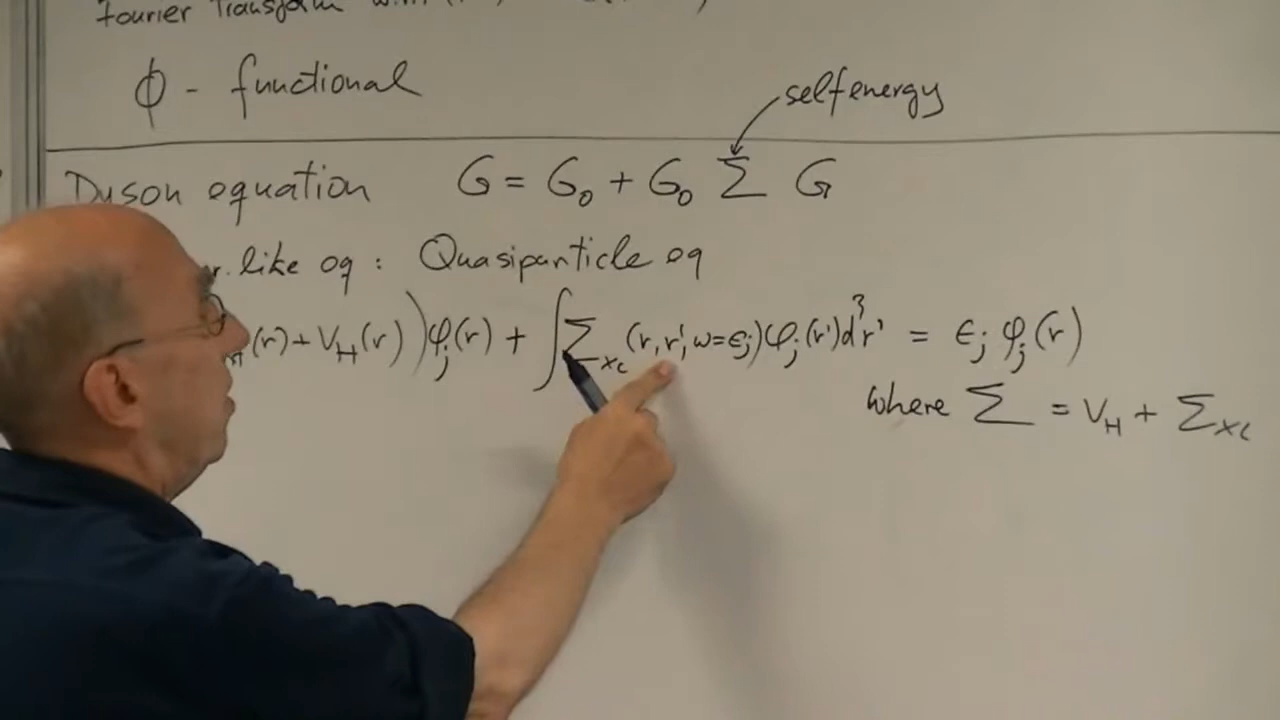 Fourier Transform with
ϕ - functional
selfenergy
Dyson equation G = G₀ + G₀ Σ G
like eq : Quasiparticle eq
(r) + V_H(r) ) φ_j(r) + ∫ Σ_xc (r, r'; ω=ϵ_j) φ_j(r') d³r' = ϵ_j φ_j(r)
where Σ = V_H + Σ_xc